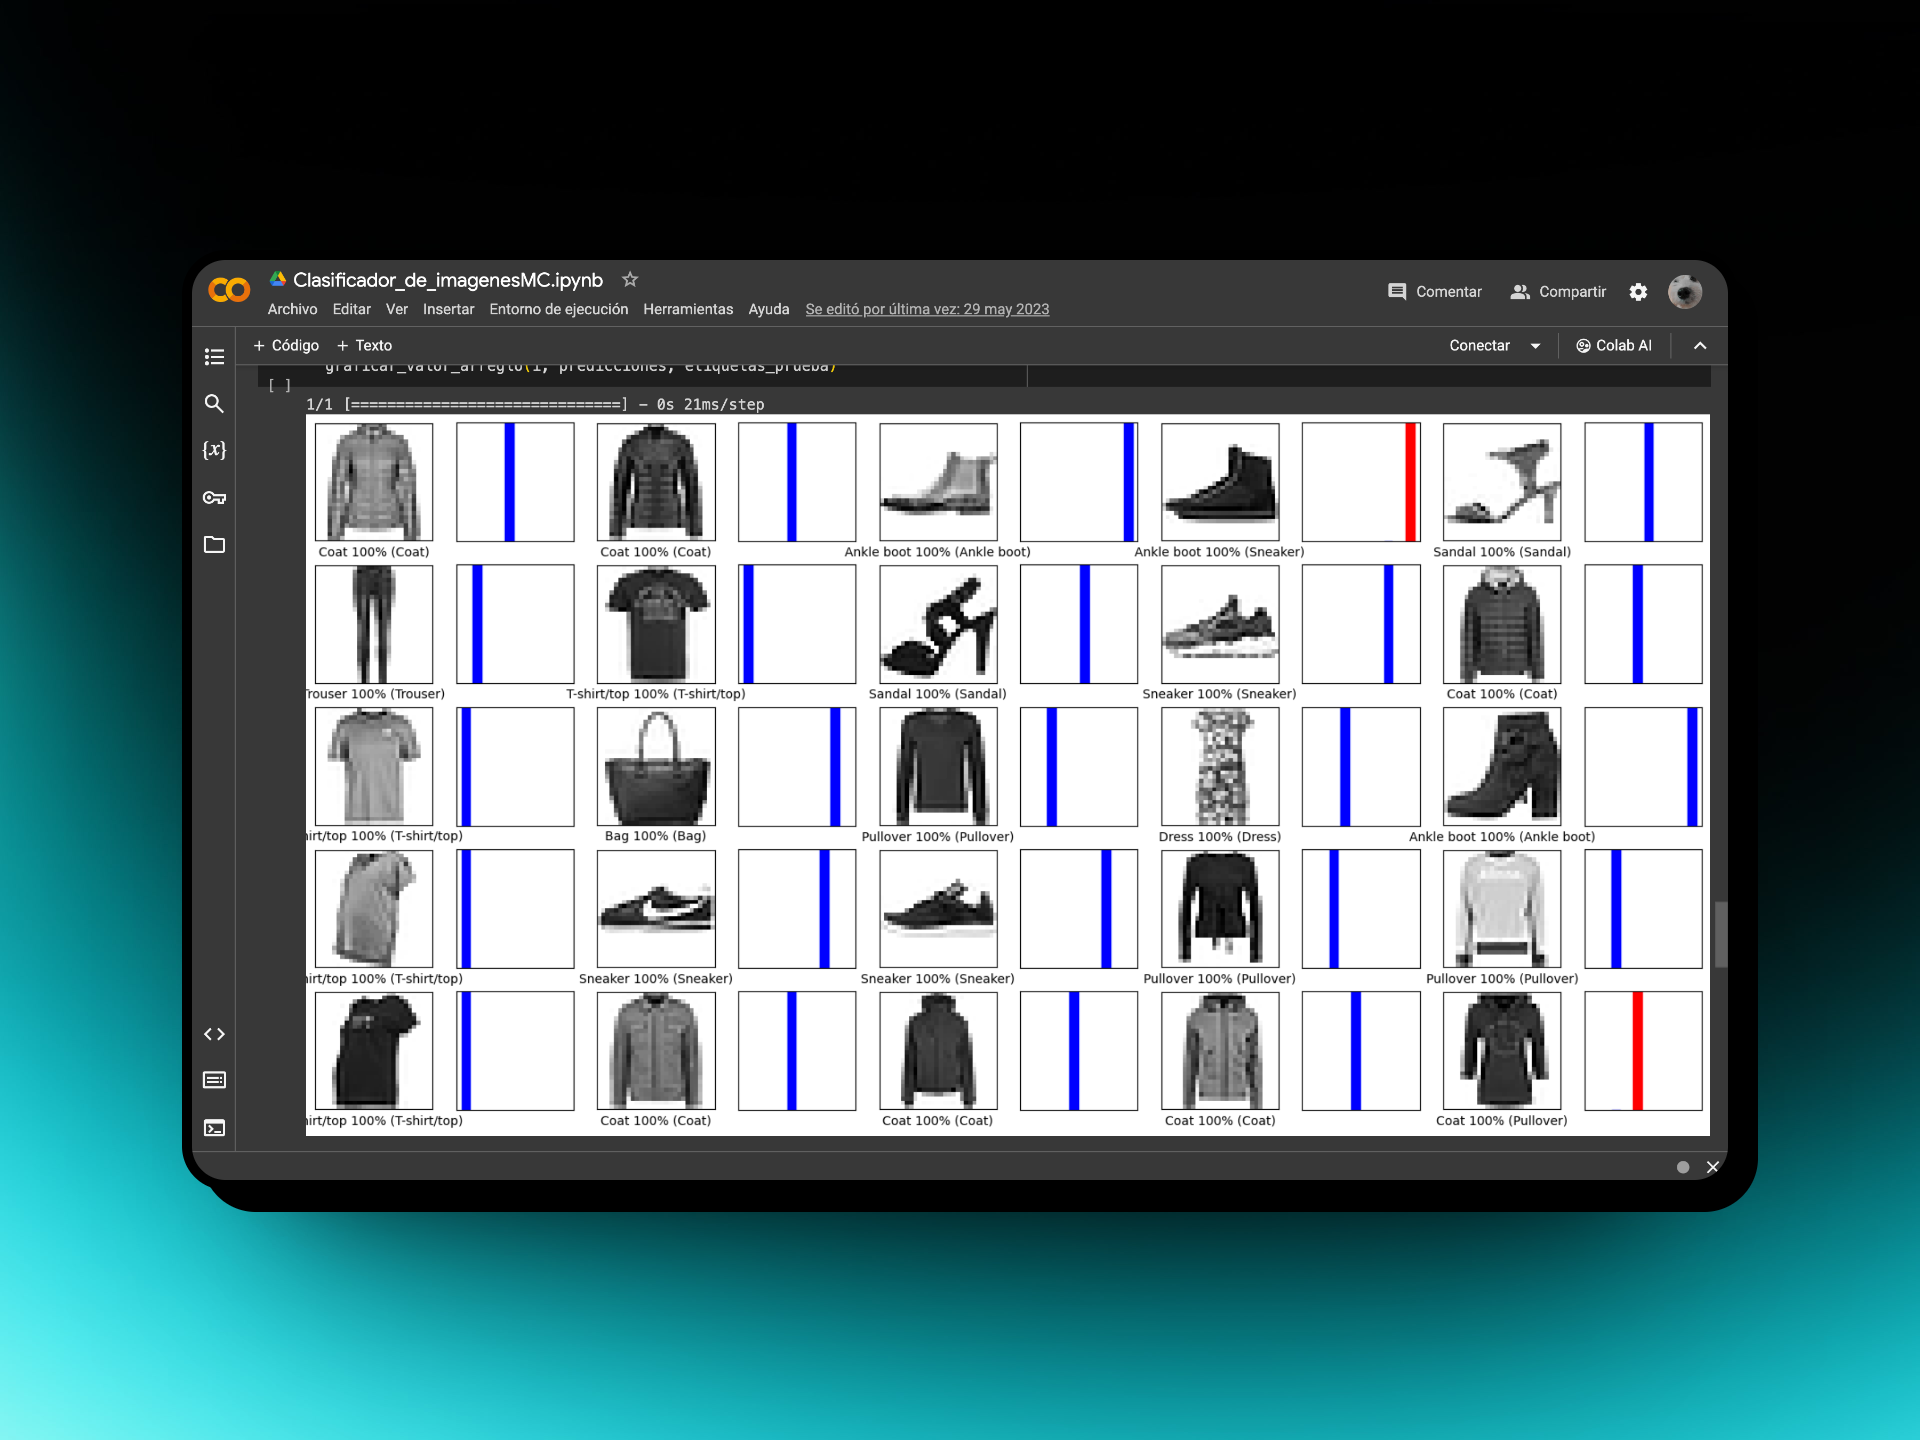 Clasificador_de_imagenesMC.ipynb
Archivo Editar Ver Insertar Entorno de ejecución Herramientas Ayuda Se editó por última vez: 29 may 2023
Comentar Compartir
+ Código + Texto
Conectar Colab AI
{x}
graficar_valor_arreglo(i, predicciones, etiquetas_prueba)
[ ]
1/1 [==============================] - 0s 21ms/step
Coat 100% (Coat) Coat 100% (Coat) Ankle boot 100% (Ankle boot) Ankle boot 100% (Sneaker) Sandal 100% (Sandal)
Trouser 100% (Trouser) T-shirt/top 100% (T-shirt/top) Sandal 100% (Sandal) Sneaker 100% (Sneaker) Coat 100% (Coat)
hirt/top 100% (T-shirt/top) Bag 100% (Bag) Pullover 100% (Pullover) Dress 100% (Dress) Ankle boot 100% (Ankle boot)
hirt/top 100% (T-shirt/top) Sneaker 100% (Sneaker) Sneaker 100% (Sneaker) Pullover 100% (Pullover) Pullover 100% (Pullover)
hirt/top 100% (T-shirt/top) Coat 100% (Coat) Coat 100% (Coat) Coat 100% (Coat) Coat 100% (Pullover)